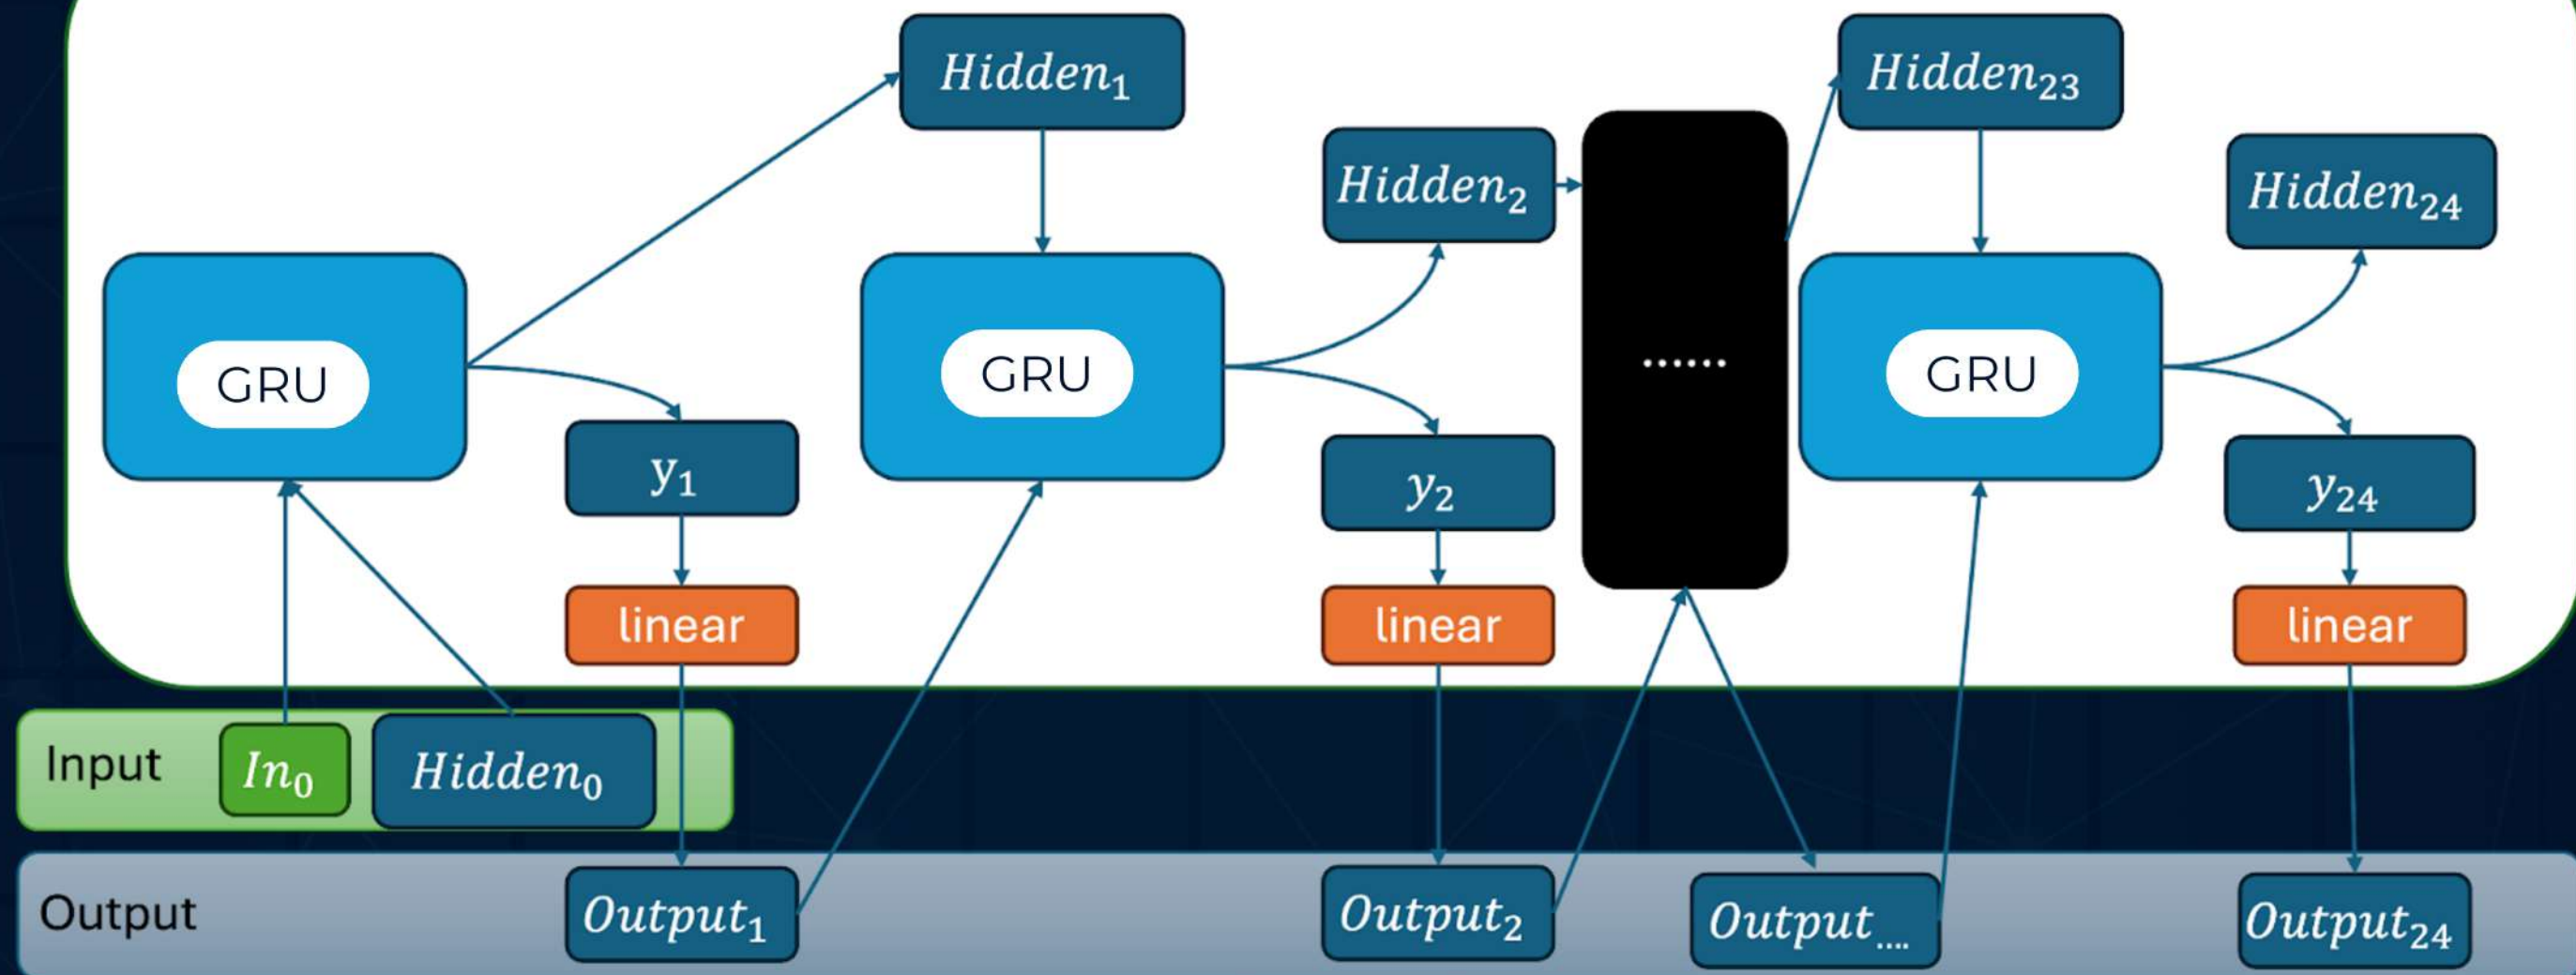 Hidden₁
Hidden₂₃
Hidden₂
Hidden₂₄
GRU
GRU
......
GRU
y₁
y₂
y₂₄
linear
linear
linear
Input
In₀
Hidden₀
Output
Output₁
Output₂
Output....
Output₂₄